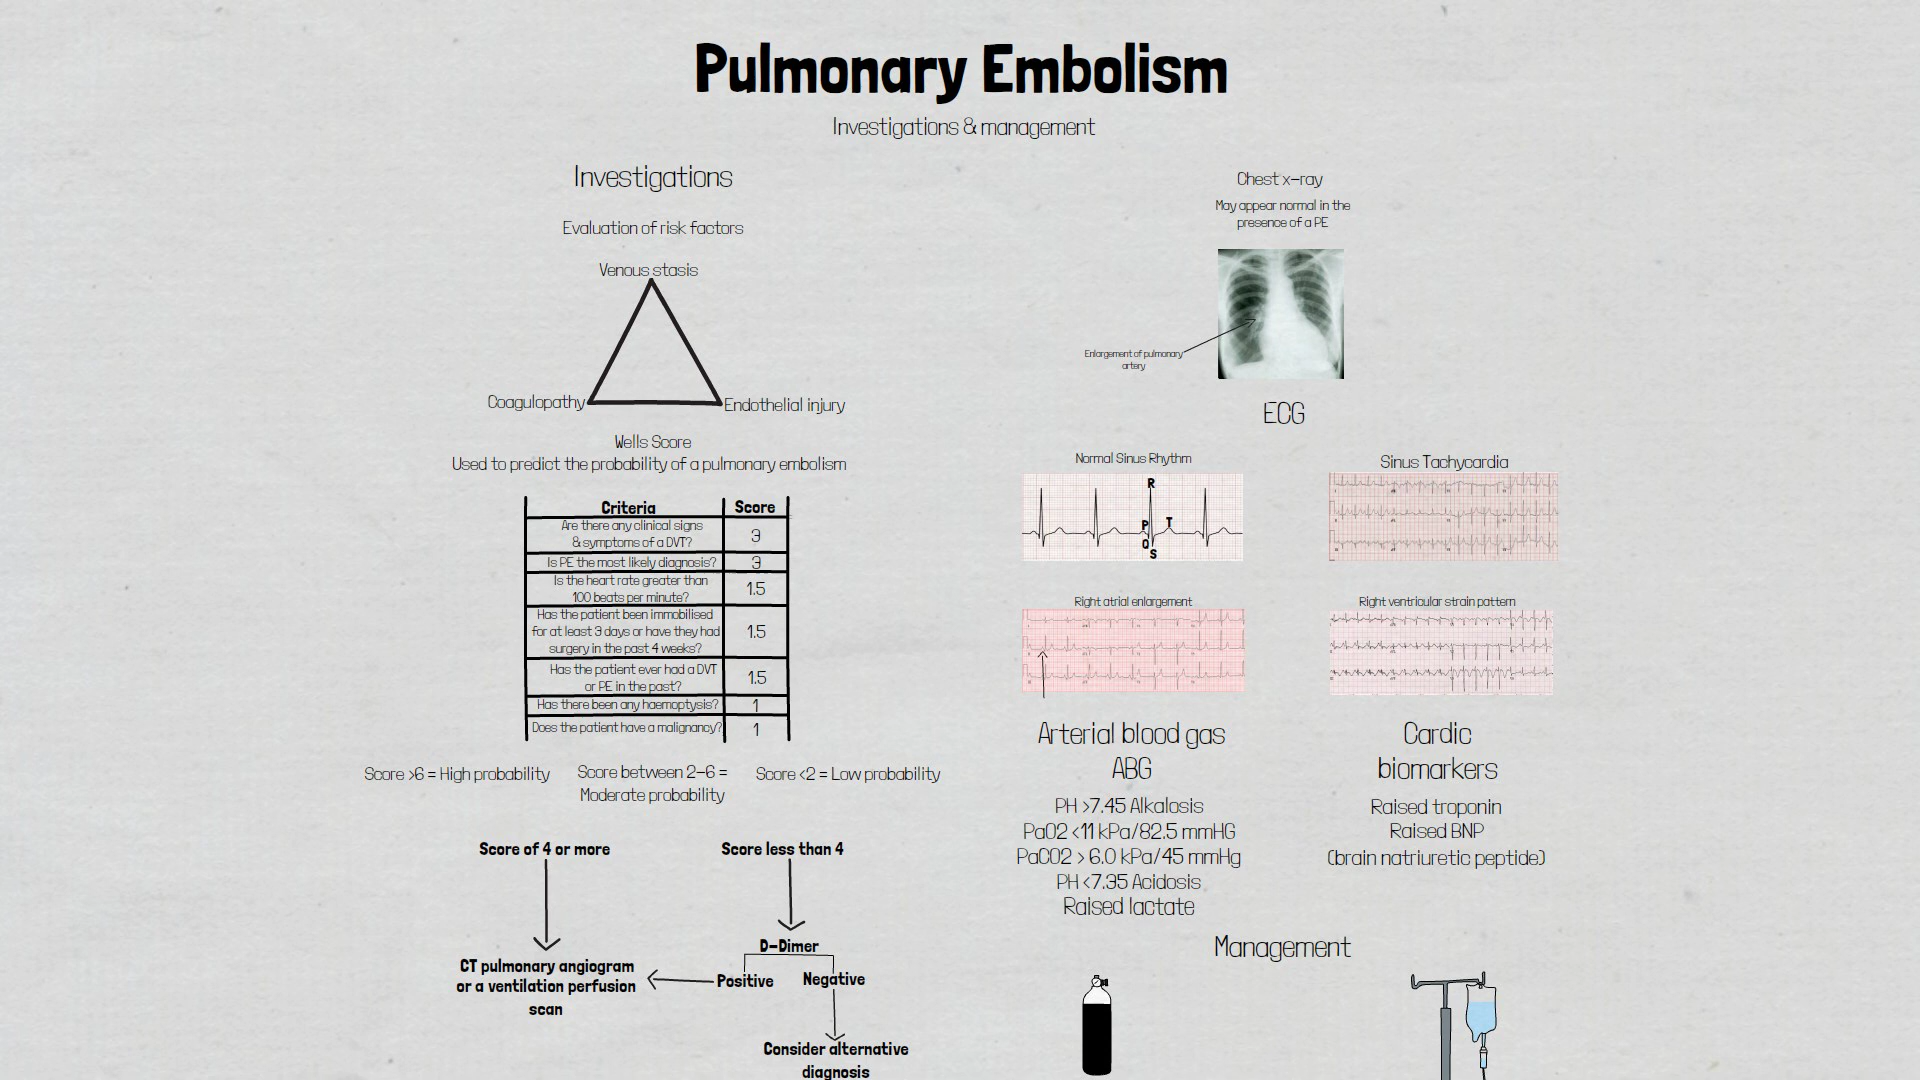 Pulmonary Embolism
Investigations & management
Investigations
Evaluation of risk factors
Venous stasis
Coagulopathy
Endothelial injury
Wells Score
Used to predict the probability of a pulmonary embolism
Criteria Score
Are there any clinical signs
& symptoms of a DVT?
3
Is PE the most likely diagnosis? 3
Is the heart rate greater than
100 beats per minute?
1.5
Has the patient been immobilised
for at least 3 days or have they had
surgery in the past 4 weeks?
1.5
Has the patient ever had a DVT
or PE in the past?
1.5
Has there been any haemoptysis? 1
Does the patient have a malignancy? 1
Score >6 = High probability
Score between 2-6 =
Moderate probability
Score <2 = Low probability
Score of 4 or more
Score less than 4
D-Dimer
Positive
Negative
CT pulmonary angiogram
or a ventilation perfusion
scan
Consider alternative
diagnosis
Chest x-ray
May appear normal in the
presence of a PE
Enlargement of pulmonary
artery
ECG
Normal Sinus Rhythm
R
P
T
Q
S
Sinus Tachycardia
Right atrial enlargement
Right ventricular strain pattern
Arterial blood gas
ABG
PH >7.45 Alkalosis
PaO2 <11 kPa/82.5 mmHG
PaCO2 > 6.0 kPa/45 mmHg
PH <7.35 Acidosis
Raised lactate
Cardic
biomarkers
Raised troponin
Raised BNP
(brain natriuretic peptide)
Management